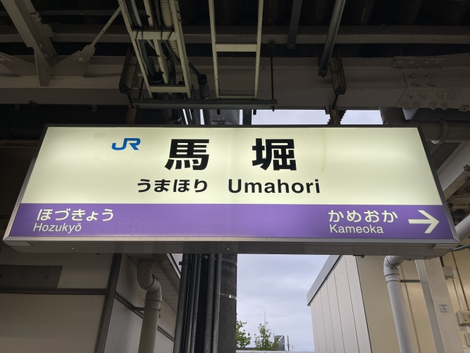 JR 馬堀
うまほり Umahori
ほづきょう
Hozukyō
かめおか
Kameoka